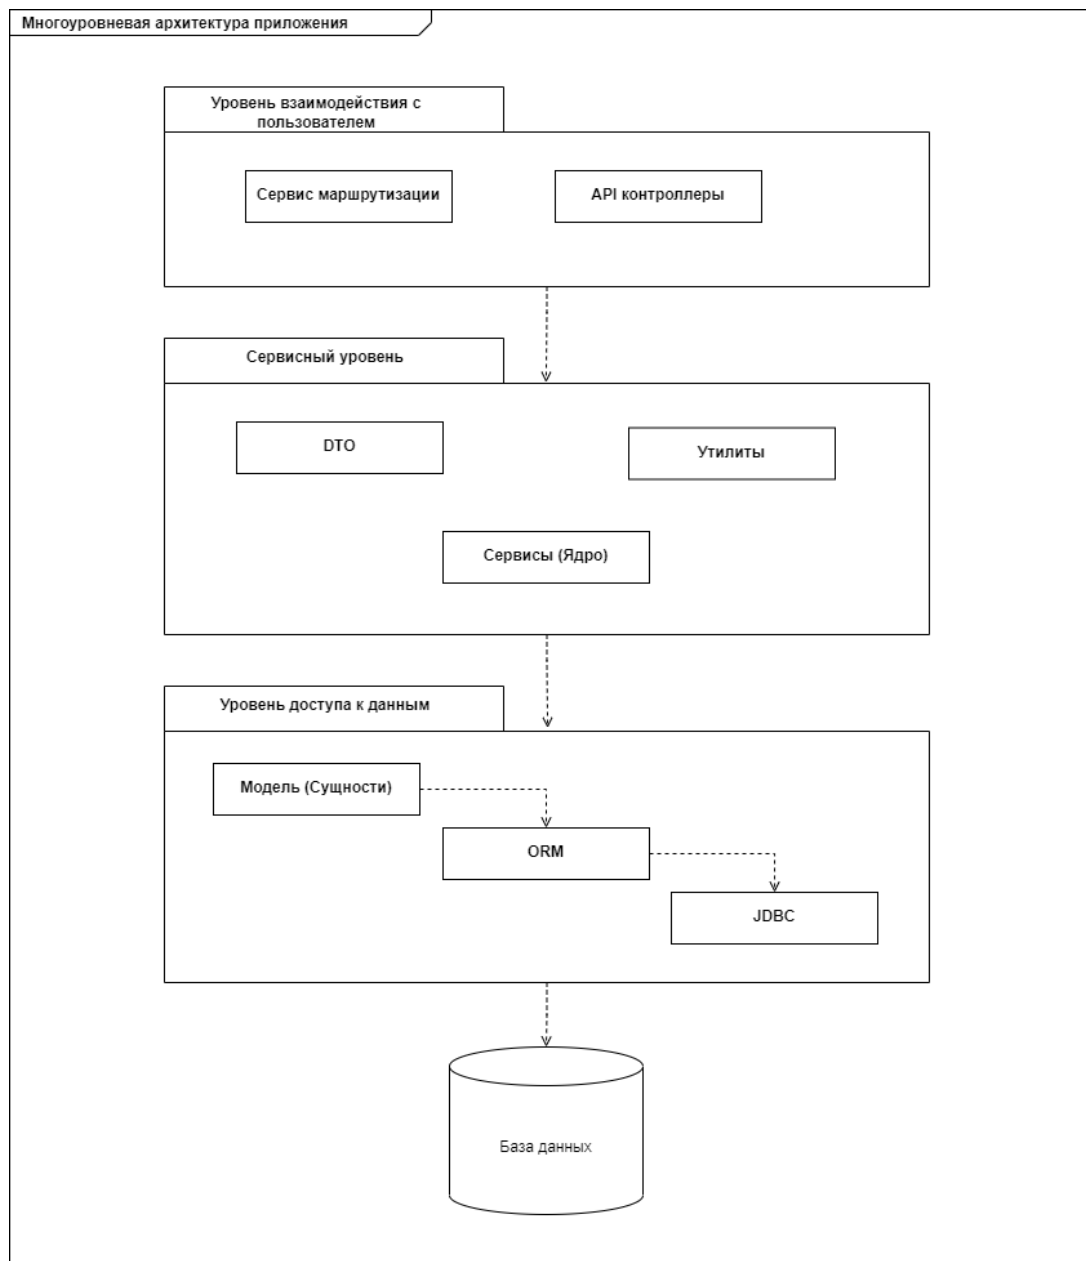 Многоуровневая архитектура приложения
Уровень взаимодействия с
пользователем
Сервис маршрутизации
API контроллеры
Сервисный уровень
DTO
Утилиты
Сервисы (Ядро)
Уровень доступа к данным
Модель (Сущности)
ORM
JDBC
База данных